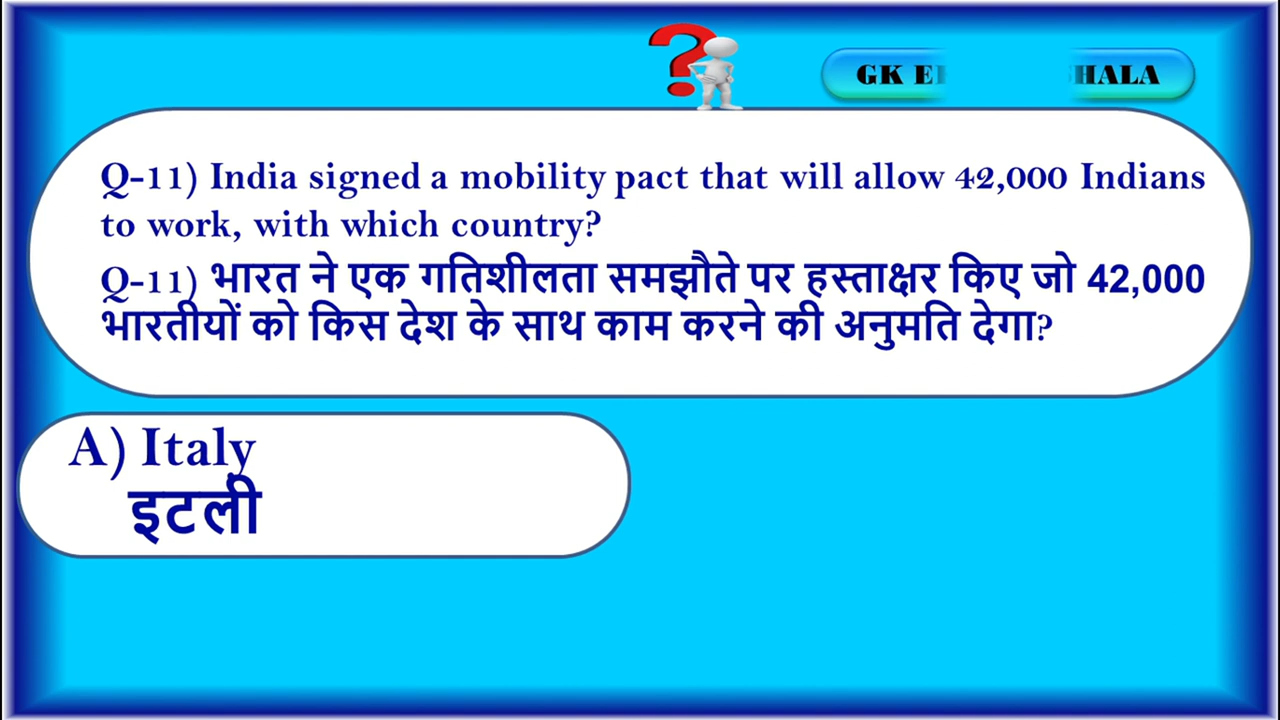 GK
Q-11) India signed a mobility pact that will allow 42,000 Indians
to work, with which country?
Q-11) भारत ने एक गतिशीलता समझौते पर हस्ताक्षर किए जो 42,000
भारतीयों को किस देश के साथ काम करने की अनुमति देगा?
A) Italy
इटली